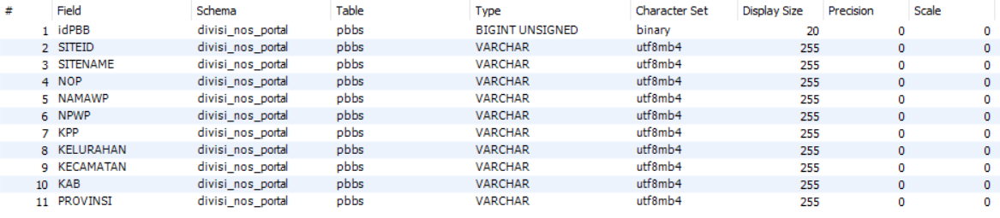 # Field Schema Table Type Character Set Display Size Precision Scale
1 idPBB divisi_nos_portal pbbs BIGINT UNSIGNED binary 20 0 0
2 SITEID divisi_nos_portal pbbs VARCHAR utf8mb4 255 0 0
3 SITENAME divisi_nos_portal pbbs VARCHAR utf8mb4 255 0 0
4 NOP divisi_nos_portal pbbs VARCHAR utf8mb4 255 0 0
5 NAMAWP divisi_nos_portal pbbs VARCHAR utf8mb4 255 0 0
6 NPWP divisi_nos_portal pbbs VARCHAR utf8mb4 255 0 0
7 KPP divisi_nos_portal pbbs VARCHAR utf8mb4 255 0 0
8 KELURAHAN divisi_nos_portal pbbs VARCHAR utf8mb4 255 0 0
9 KECAMATAN divisi_nos_portal pbbs VARCHAR utf8mb4 255 0 0
10 KAB divisi_nos_portal pbbs VARCHAR utf8mb4 255 0 0
11 PROVINSI divisi_nos_portal pbbs VARCHAR utf8mb4 255 0 0